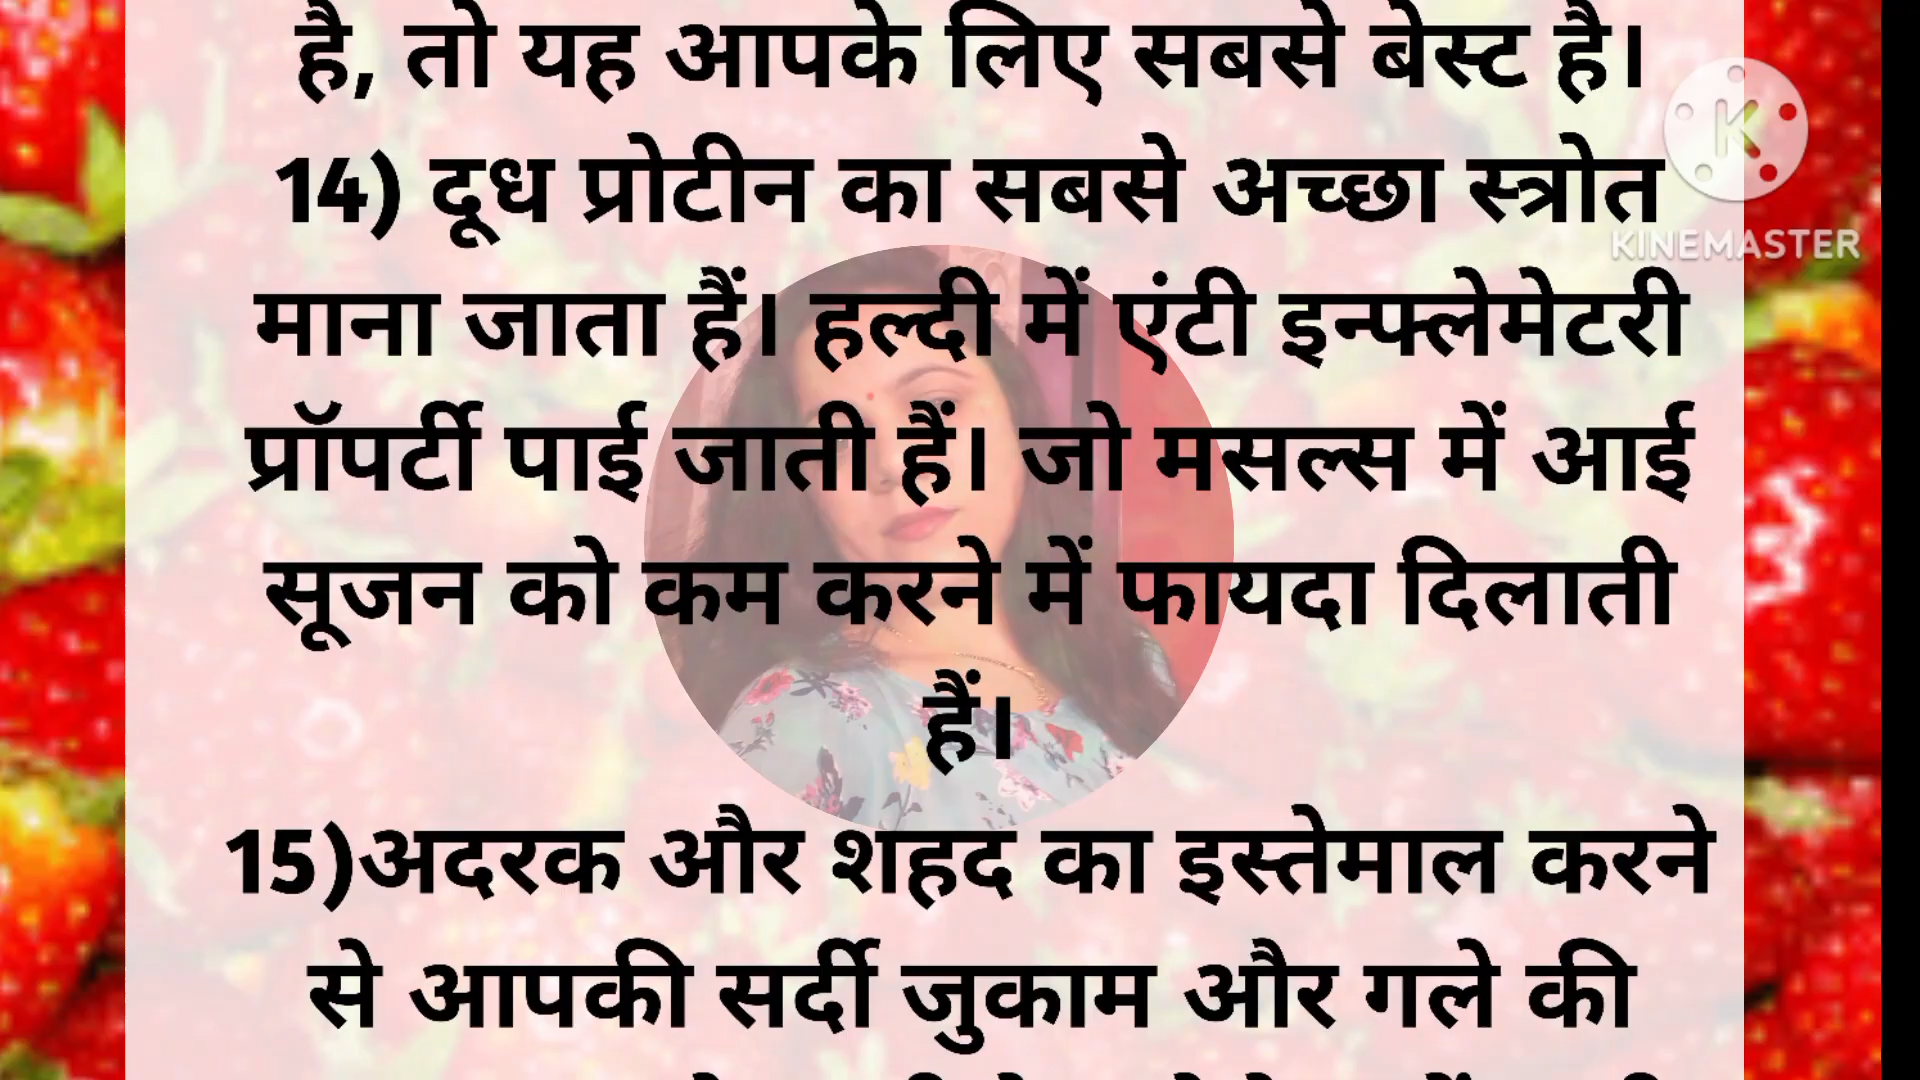 है, तो यह आपके लिए सबसे बेस्ट है।
14) दूध प्रोटीन का सबसे अच्छा स्त्रोत
माना जाता हैं। हल्दी में एंटी इन्फ्लेमेटरी
प्रॉपर्टी पाई जाती हैं। जो मसल्स में आई
सूजन को कम करने में फायदा दिलाती
हैं।
15)अदरक और शहद का इस्तेमाल करने
से आपकी सर्दी जुकाम और गले की
K
KINEMASTER